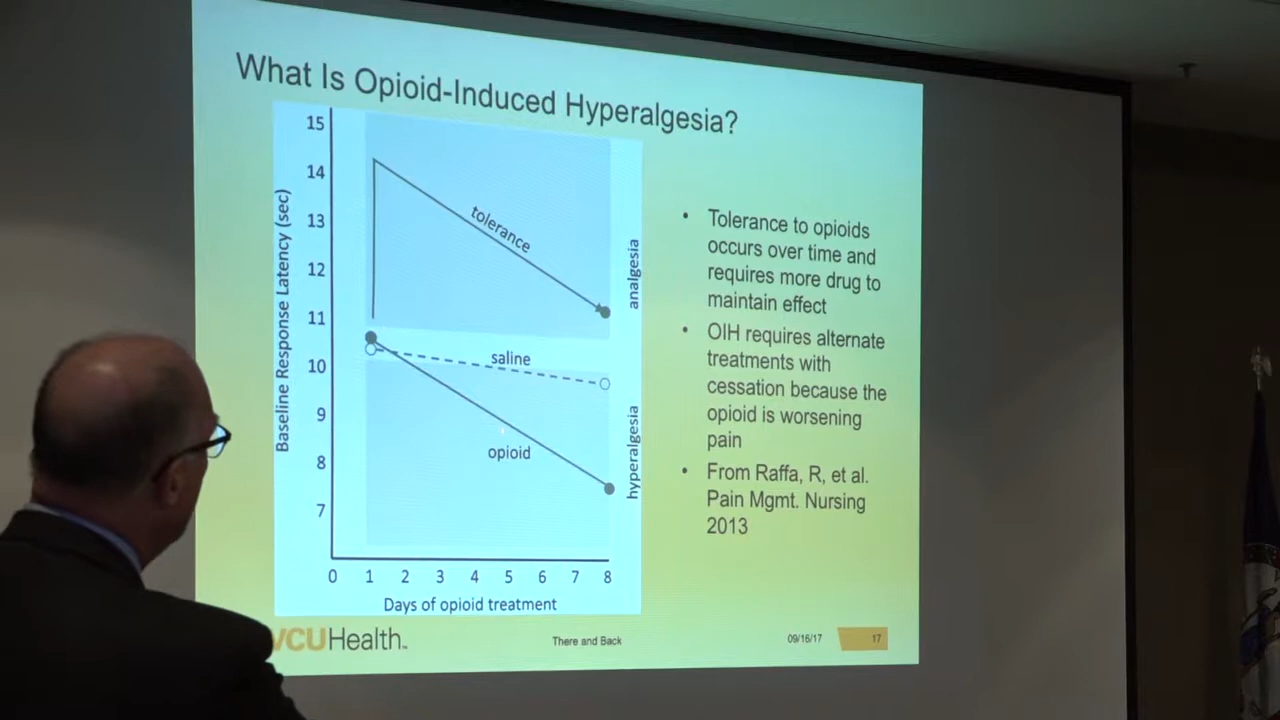 What Is Opioid-Induced Hyperalgesia?
Baseline Response Latency (sec)
15
14
13
12
11
10
9
8
7
tolerance
analgesia
saline
opioid
hyperalgesia
0 1 2 3 4 5 6 7 8
Days of opioid treatment
• Tolerance to opioids
occurs over time and
requires more drug to
maintain effect
• OIH requires alternate
treatments with
cessation because the
opioid is worsening
pain
• From Raffa, R, et al.
Pain Mgmt. Nursing
2013
VCUHealth™
There and Back
09/16/17
17